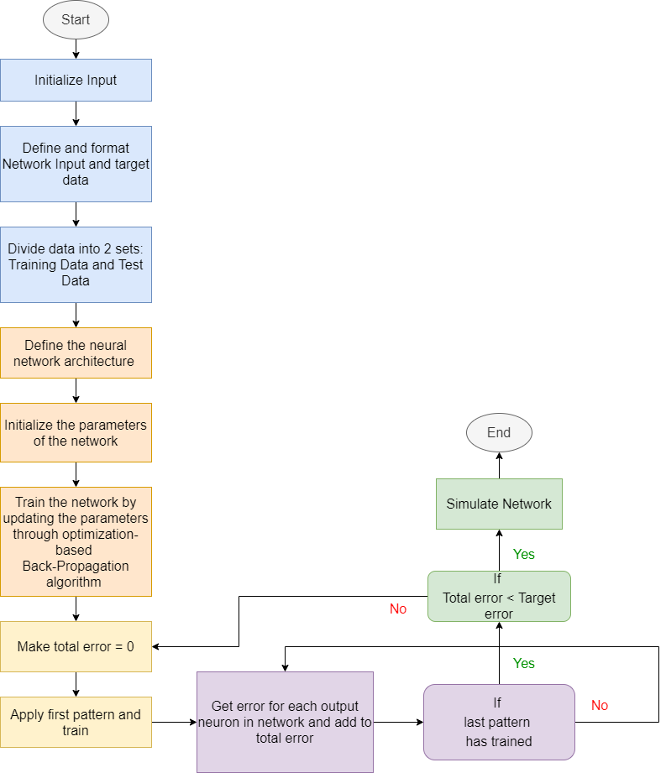 Start
Initialize Input
Define and format
Network Input and target
data
Divide data into 2 sets:
Training Data and Test
Data
Define the neural
network architecture
Initialize the parameters
of the network
Train the network by
updating the parameters
through optimization-
based
Back-Propagation
algorithm
Make total error = 0
Apply first pattern and
train
Get error for each output
neuron in network and add to
total error
If
last pattern
has trained
No
Yes
If
Total error < Target
error
No
Yes
Simulate Network
End